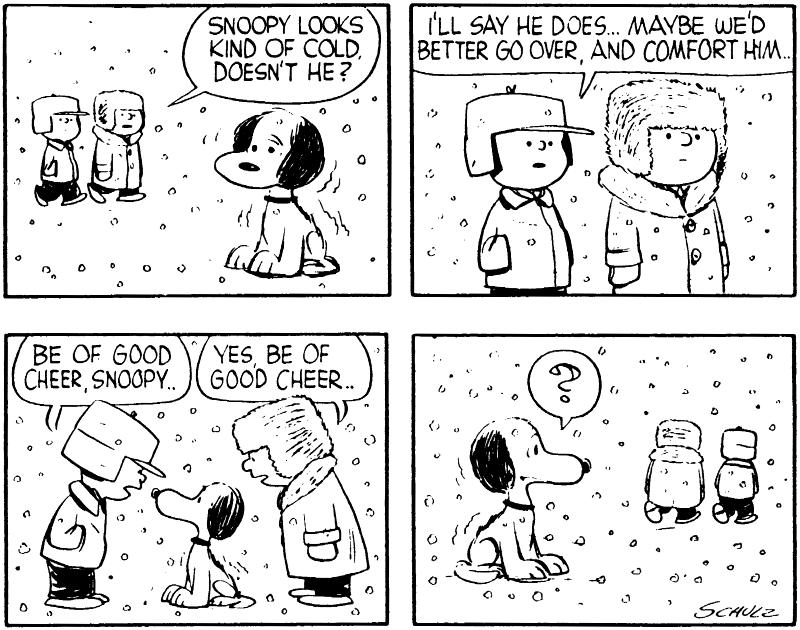 SNOOPY LOOKS
KIND OF COLD,
DOESN'T HE?
I'LL SAY HE DOES... MAYBE WE'D
BETTER GO OVER, AND COMFORT HIM..
BE OF GOOD
CHEER, SNOOPY..
YES, BE OF
GOOD CHEER..
?
SCHULZ